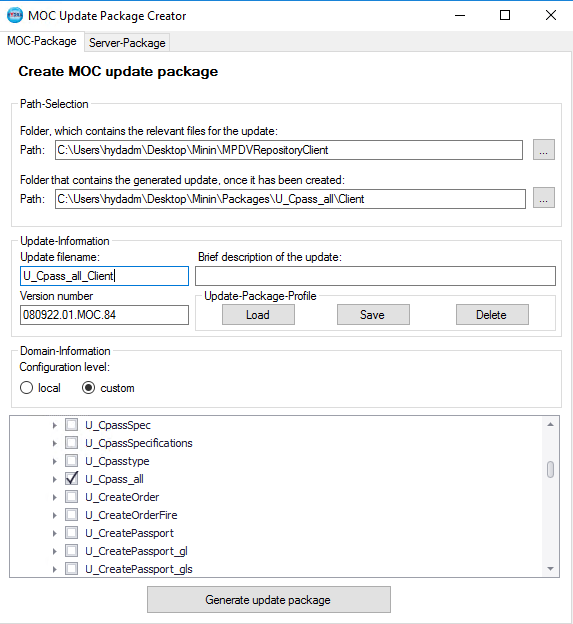 MOC Update Package Creator
MOC-Package
Server-Package
Create MOC update package
Path-Selection
Folder, which contains the relevant files for the update:
Path: C:\Users\hydadm\Desktop\Minin\MPDVRepositoryClient ...
Folder that contains the generated update, once it has been created:
Path: C:\Users\hydadm\Desktop\Minin\Packages\U_Cpass_all\Client ...
Update-Information
Update filename: Brief description of the update:
U_Cpass_all_Client
Version number Update-Package-Profile
080922.01.MOC.84 Load Save Delete
Domain-Information
Configuration level:
local custom
U_CpassSpec
U_CpassSpecifications
U_Cpasstype
U_Cpass_all
U_CreateOrder
U_CreateOrderFire
U_CreatePassport
U_CreatePassport_gl
U_CreatePassport_gls
Generate update package